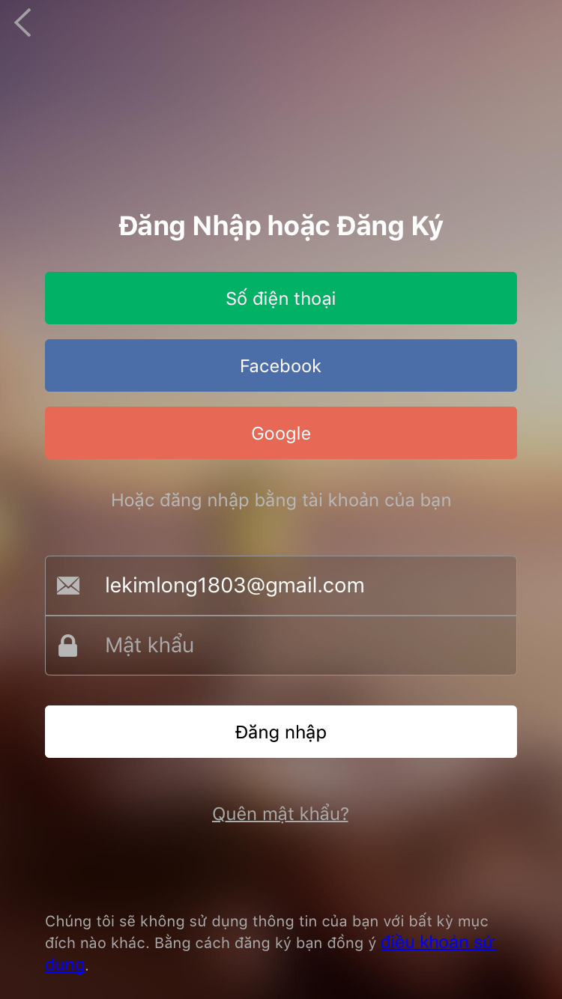 Đăng Nhập hoặc Đăng Ký
Số điện thoại
Facebook
Google
Hoặc đăng nhập bằng tài khoản của bạn
lekimlong1803@gmail.com
Mật khẩu
Đăng nhập
Quên mật khẩu?
Chúng tôi sẽ không sử dụng thông tin của bạn với bất kỳ mục
đích nào khác. Bằng cách đăng ký bạn đồng ý điều khoản sử
dụng.